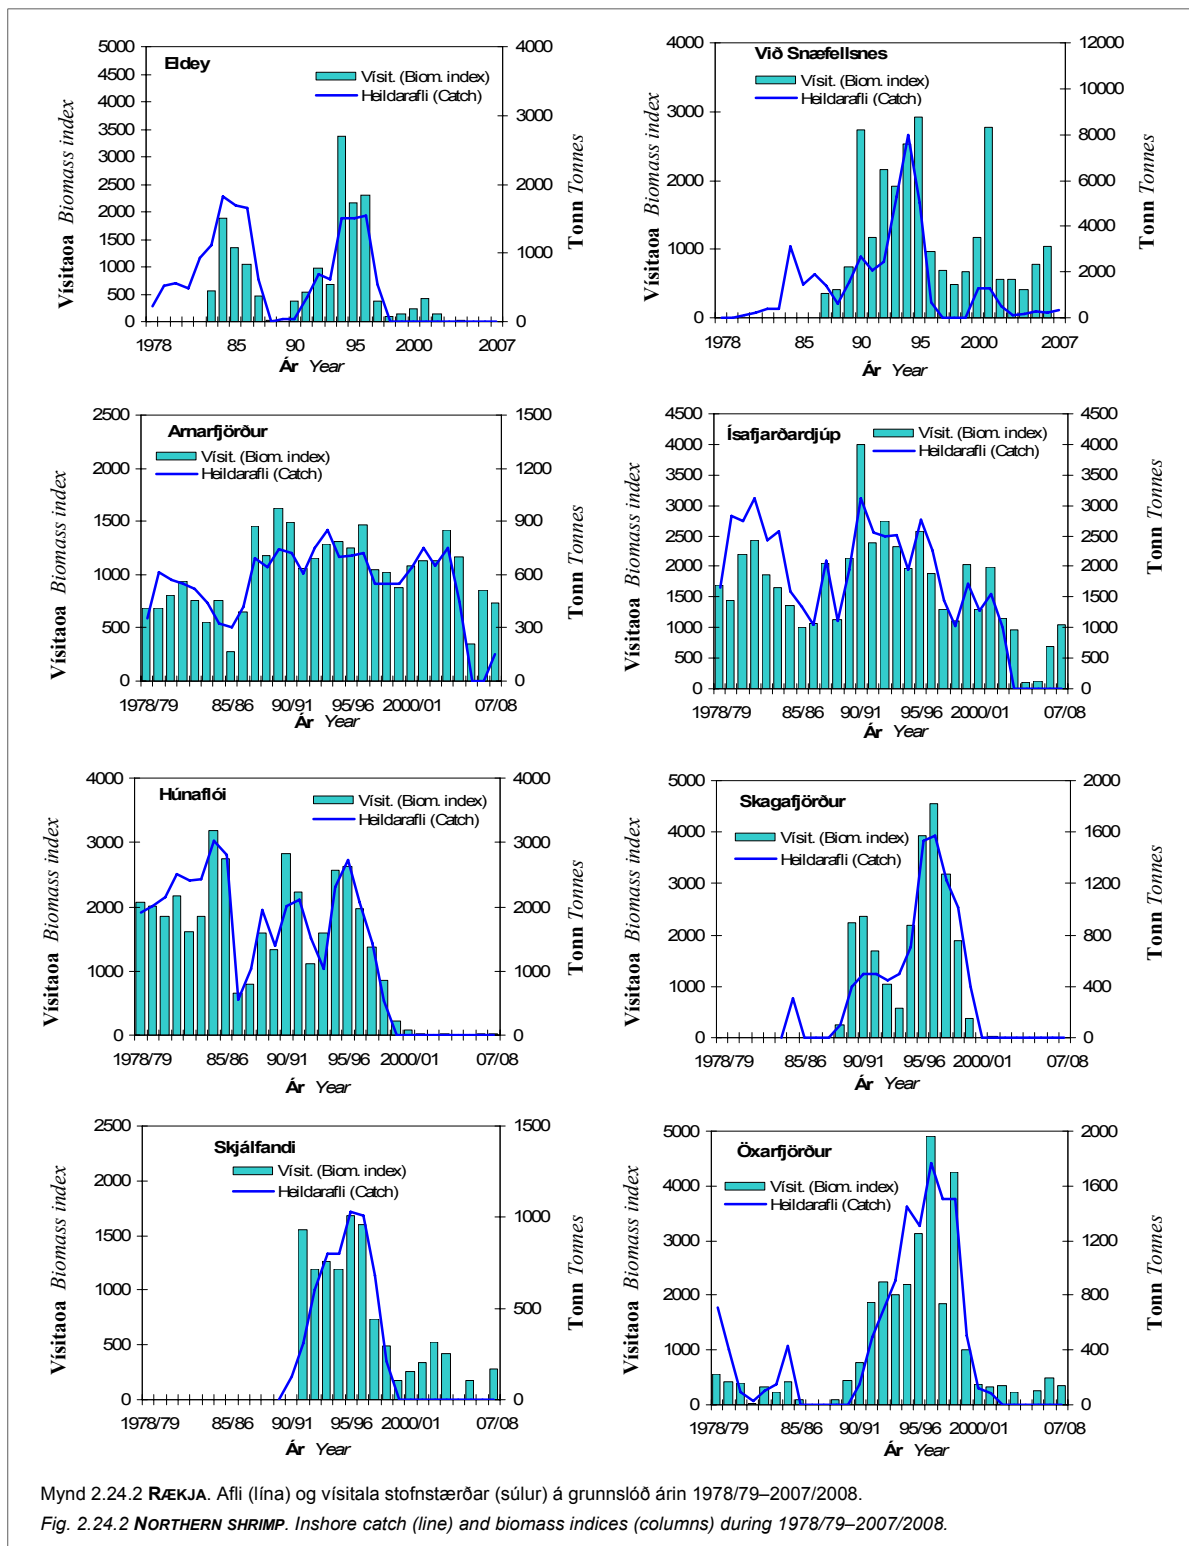 Eldey
Vísit. (Biom. index)
Heildarafli (Catch)
5000
4500
4000
3500
3000
2500
2000
1500
1000
500
0
4000
3000
2000
1000
0
Vísitaoa Biomass index
Tonn Tonnes
1978 85 90 95 2000 2007
Ár Year
Við Snæfellsnes
Vísit. (Biom. index)
Heildarafli (Catch)
4000
3000
2000
1000
0
12000
10000
8000
6000
4000
2000
0
Vísitaoa Biomass index
Tonn Tonnes
1978 85 90 95 2000 2007
Ár Year
Arnarfjörður
Vísit. (Biom. index)
Heildarafli (Catch)
2500
2000
1500
1000
500
0
1500
1200
900
600
300
0
Vísitaoa Biomass index
Tonn Tonnes
1978/79 85/86 90/91 95/96 2000/01 07/08
Ár Year
Ísafjarðardjúp
Vísit. (Biom. index)
Heildarafli (Catch)
4500
4000
3500
3000
2500
2000
1500
1000
500
0
4500
4000
3500
3000
2500
2000
1500
1000
500
0
Vísitaoa Biomass index
Tonn Tonnes
1978/79 85/86 90/91 95/96 2000/01 07/08
Ár Year
Húnaflói
Vísit. (Biom. index)
Heildarafli (Catch)
4000
3000
2000
1000
0
4000
3000
2000
1000
0
Vísitaoa Biomass index
Tonn Tonnes
1978/79 85/86 90/91 95/96 2000/01 07/08
Ár Year
Skagafjörður
Vísit. (Biom. index)
Heildarafli (Catch)
5000
4000
3000
2000
1000
0
2000
1600
1200
800
400
0
Vísitaoa Biomass index
Tonn Tonnes
1978/79 85/86 90/91 95/96 2000/01 07/08
Ár Year
Skjálfandi
Vísit. (Biom. index)
Heildarafli (Catch)
2500
2000
1500
1000
500
0
1500
1000
500
0
Vísitaoa Biomass index
Tonn Tonnes
1978/79 85/86 90/91 95/96 2000/01 07/08
Ár Year
Öxarfjörður
Vísit. (Biom. index)
Heildarafli (Catch)
5000
4000
3000
2000
1000
0
2000
1600
1200
800
400
0
Vísitaoa Biomass index
Tonn Tonnes
1978/79 85/86 90/91 95/96 2000/01 07/08
Ár Year
Mynd 2.24.2 RÆKJA. Afli (lína) og vísitala stofnstærðar (súlur) á grunnslóð árin 1978/79–2007/2008.
Fig. 2.24.2 NORTHERN SHRIMP. Inshore catch (line) and biomass indices (columns) during 1978/79–2007/2008.